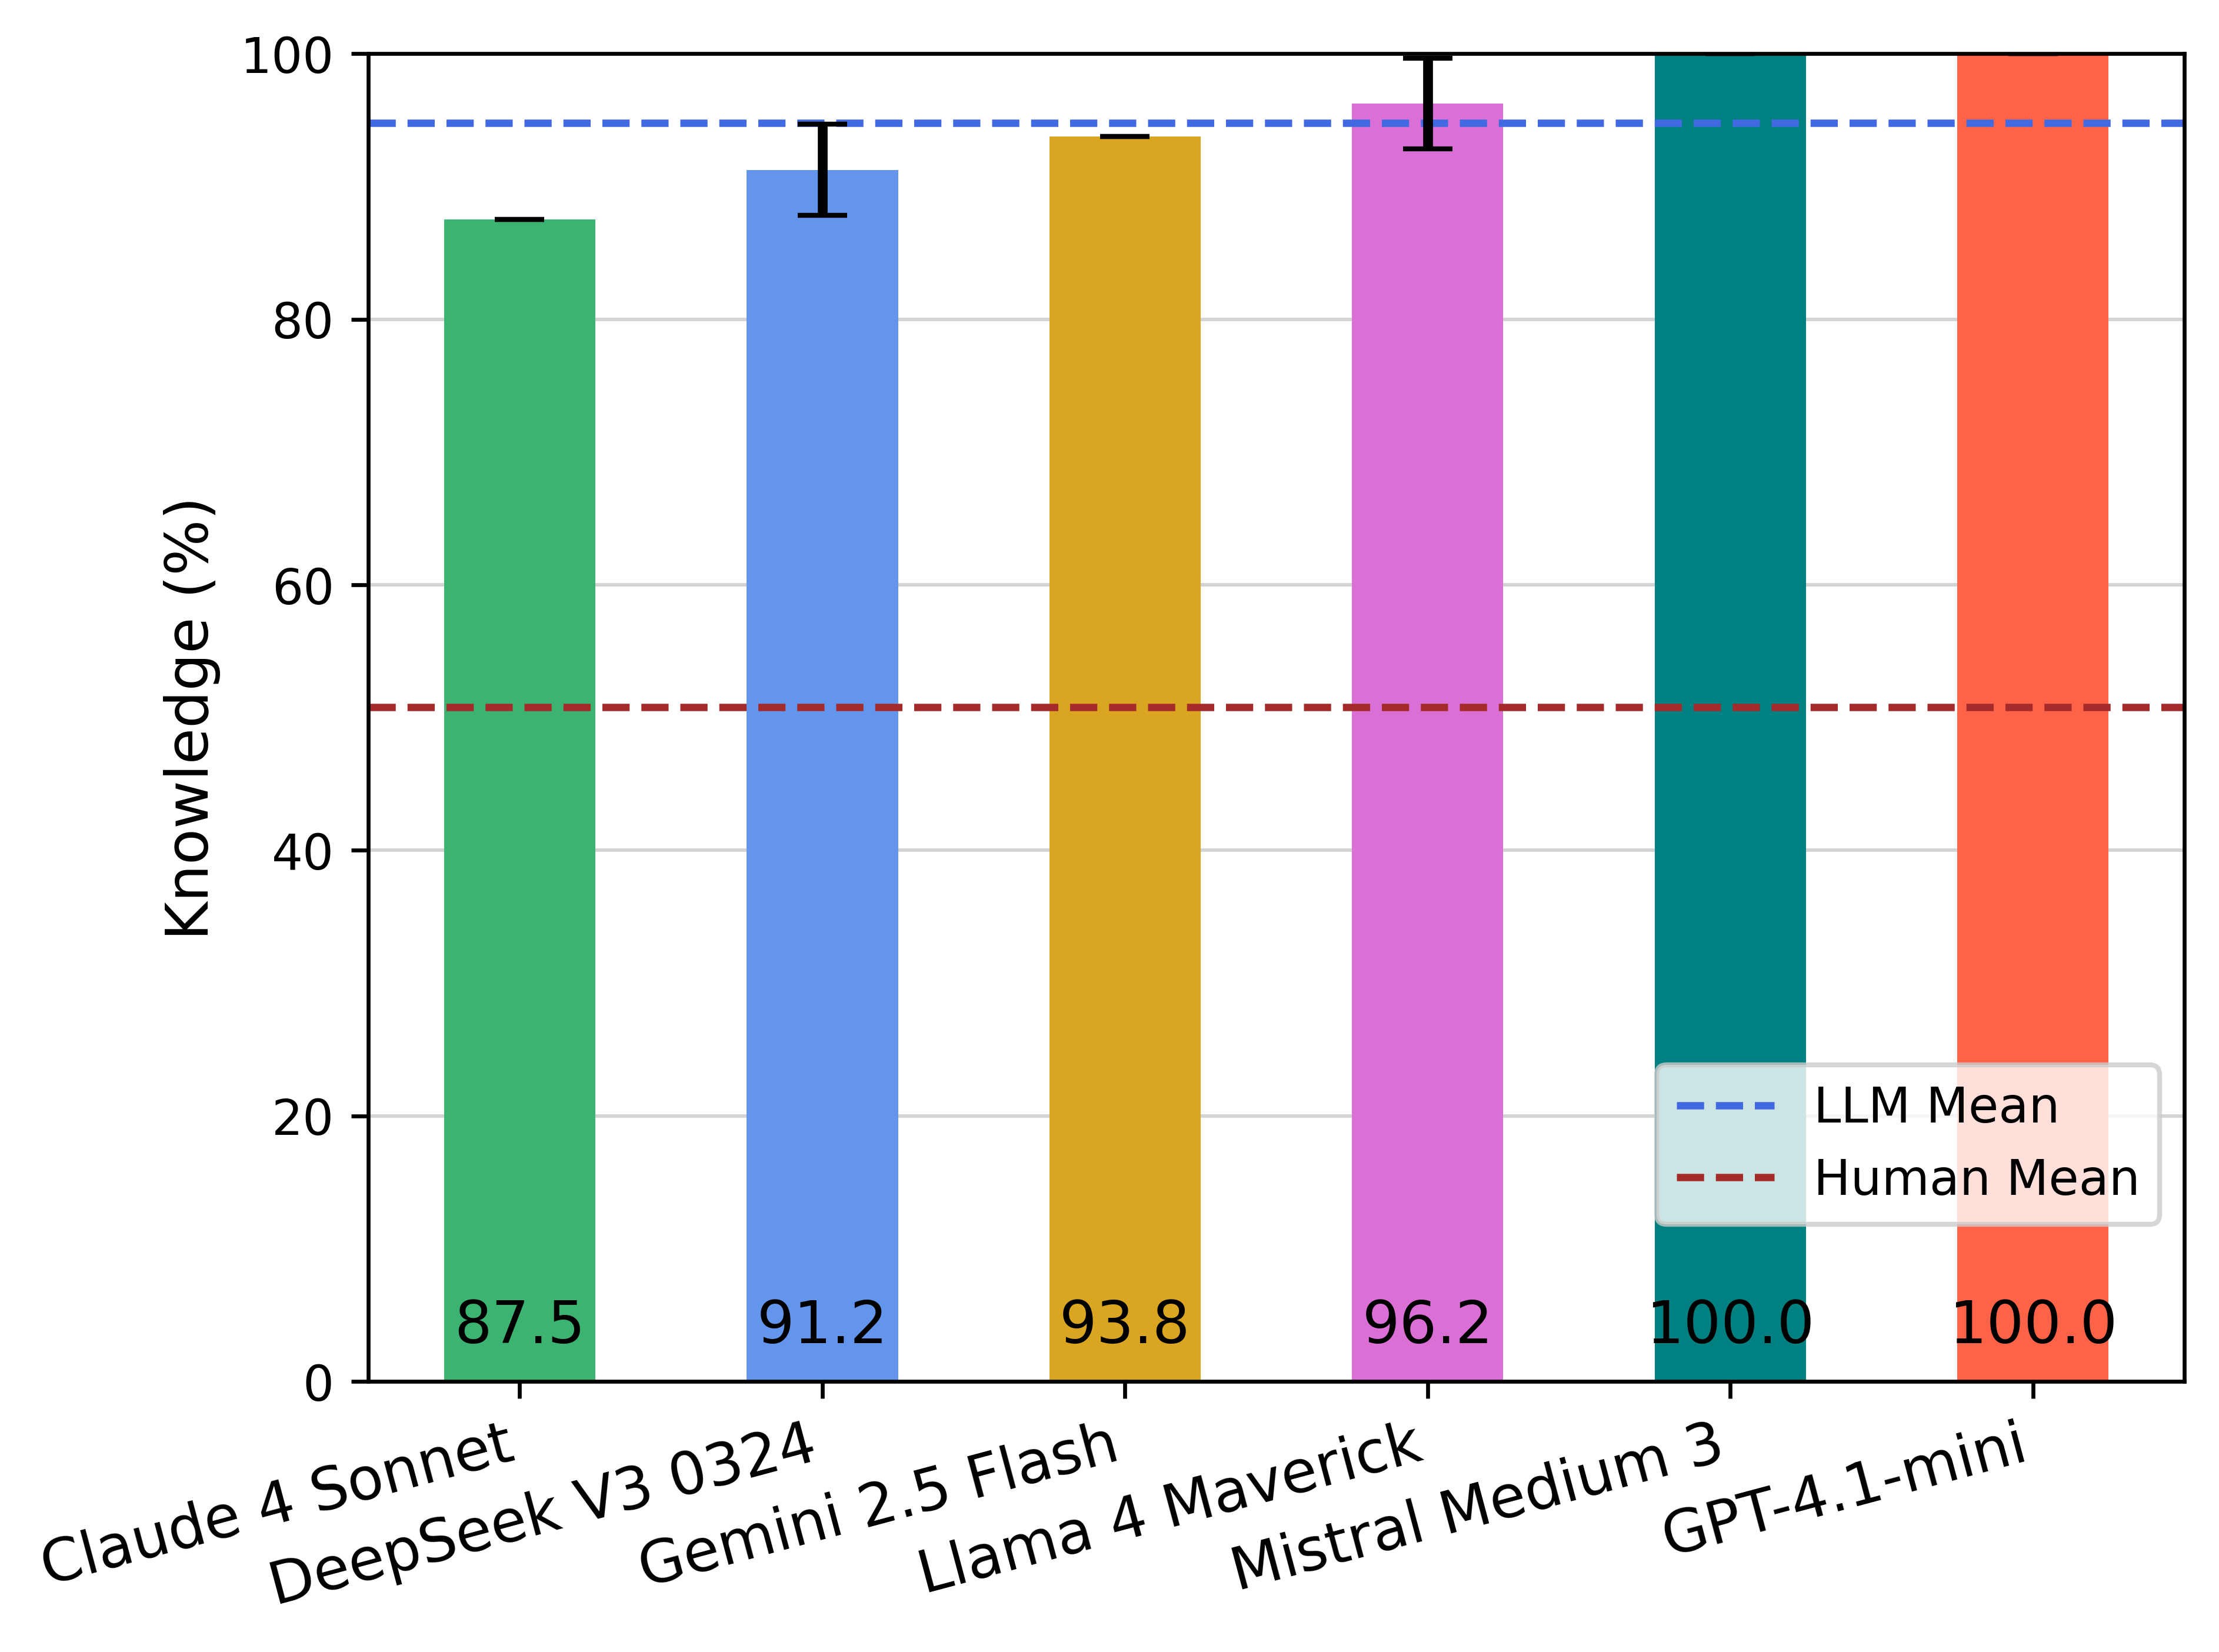 Knowledge (%)
100
80
60
40
20
0
LLM Mean
Human Mean
87.5
91.2
93.8
96.2
100.0
100.0
Claude 4 Sonnet
DeepSeek V3 0324
Gemini 2.5 Flash
Llama 4 Maverick
Mistral Medium 3
GPT-4.1-mini